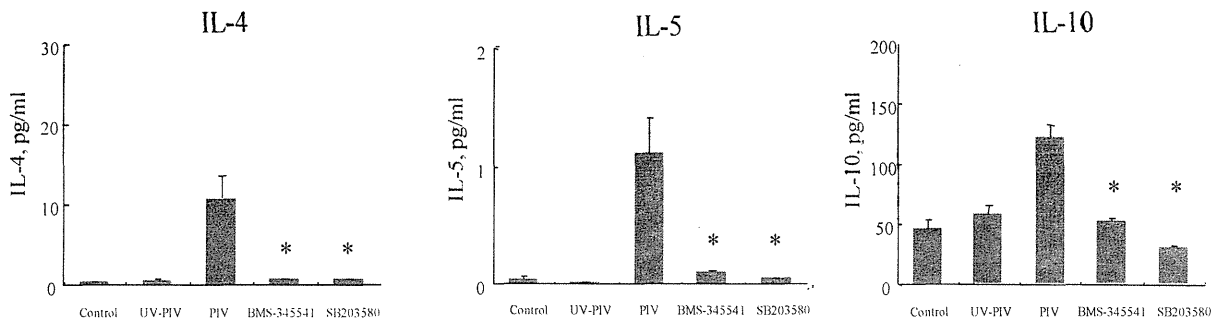 IL-4
30
20
10
0
IL-4, pg/ml
* *
Control UV-PIV PIV BMS-345541 SB203580
IL-5
2
1
0
IL-5, pg/ml
* *
Control UV-PIV PIV BMS-345541 SB203580
IL-10
200
150
100
50
0
IL-10, pg/ml
* *
Control UV-PIV PIV BMS-345541 SB203580